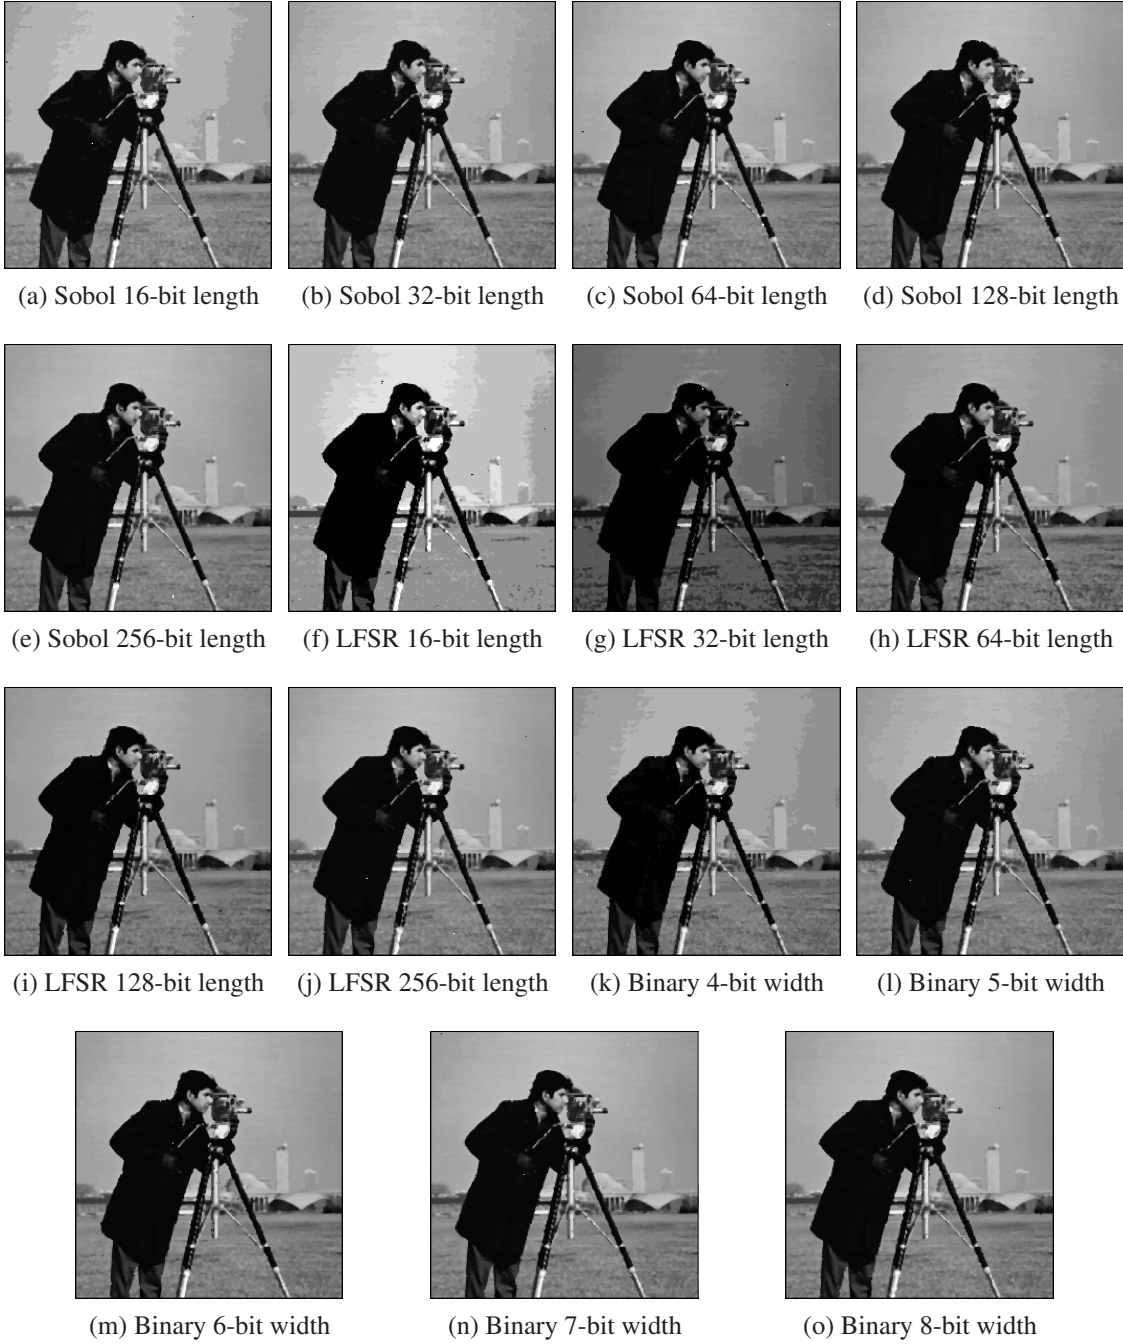 (a) Sobol 16-bit length
(b) Sobol 32-bit length
(c) Sobol 64-bit length
(d) Sobol 128-bit length
(e) Sobol 256-bit length
(f) LFSR 16-bit length
(g) LFSR 32-bit length
(h) LFSR 64-bit length
(i) LFSR 128-bit length
(j) LFSR 256-bit length
(k) Binary 4-bit width
(l) Binary 5-bit width
(m) Binary 6-bit width
(n) Binary 7-bit width
(o) Binary 8-bit width